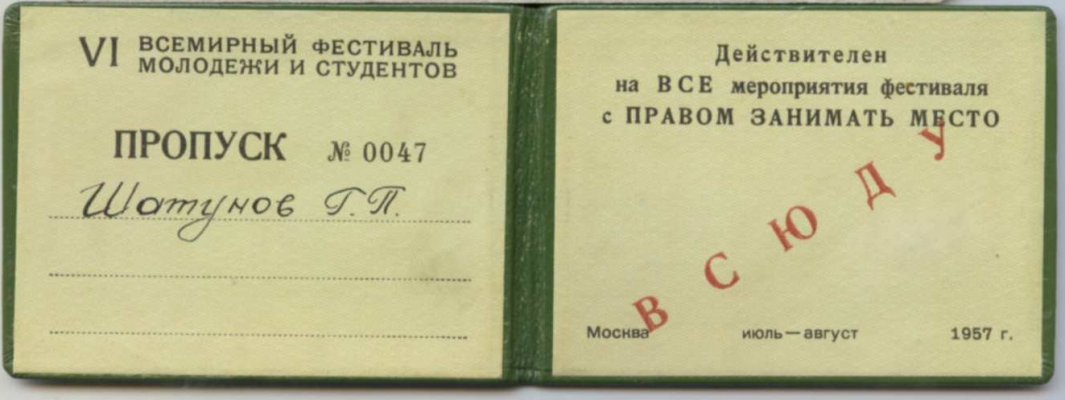 VI ВСЕМИРНЫЙ ФЕСТИВАЛЬ
МОЛОДЕЖИ И СТУДЕНТОВ
ПРОПУСК № 0047
Шатунов Г.П.
Действителен
на ВСЕ мероприятия фестиваля
с ПРАВОМ ЗАНИМАТЬ МЕСТО
ВСЮДУ
Москва июль—август 1957 г.